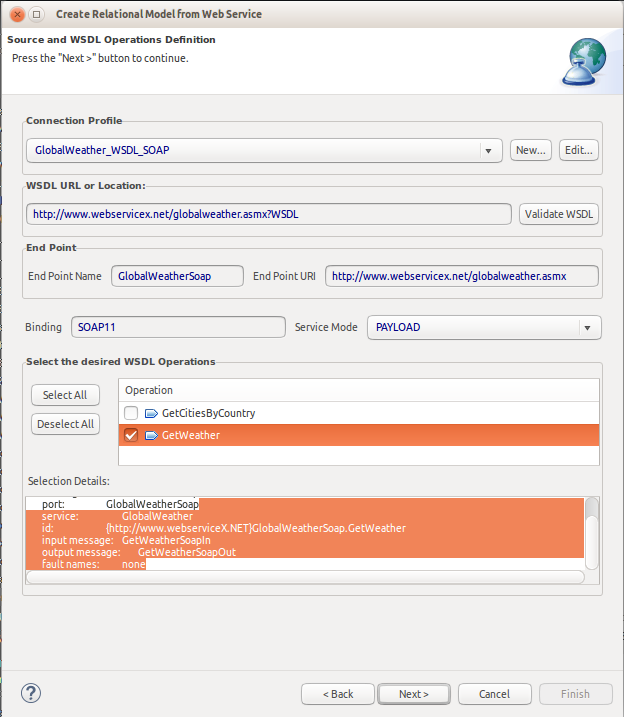 Create Relational Model from Web Service
Source and WSDL Operations Definition
Press the "Next >" button to continue.
Connection Profile
GlobalWeather_WSDL_SOAP
New...
Edit...
WSDL URL or Location:
http://www.webservicex.net/globalweather.asmx?WSDL
Validate WSDL
End Point
End Point Name GlobalWeatherSoap End Point URI http://www.webservicex.net/globalweather.asmx
Binding SOAP11 Service Mode PAYLOAD
Select the desired WSDL Operations
Select All
Deselect All
Operation
GetCitiesByCountry
GetWeather
Selection Details:
port: GlobalWeatherSoap
service: GlobalWeather
id: {http://www.webserviceX.NET}GlobalWeatherSoap.GetWeather
input message: GetWeatherSoapIn
output message: GetWeatherSoapOut
fault names: none
? < Back Next > Cancel Finish